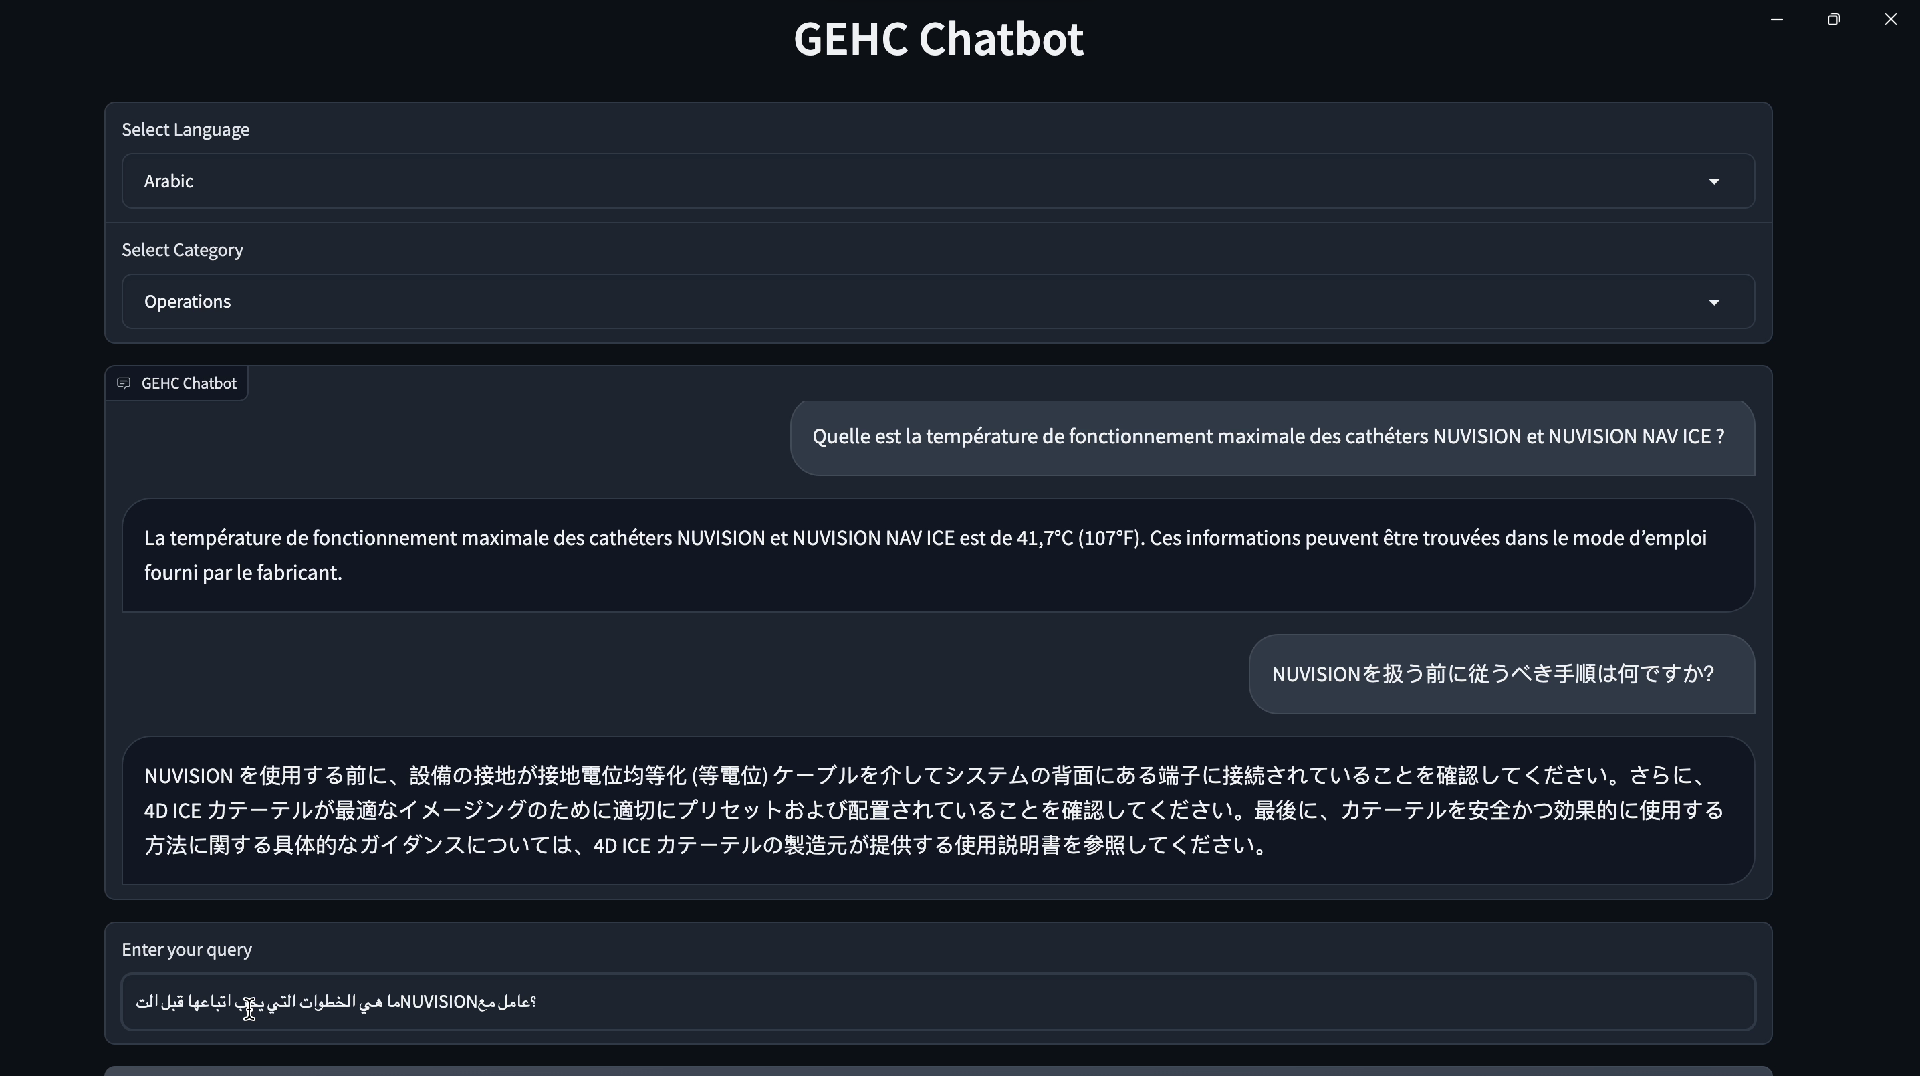 GEHC Chatbot
Select Language
Arabic
Select Category
Operations
GEHC Chatbot
Quelle est la température de fonctionnement maximale des cathéters NUVISION et NUVISION NAV ICE ?
La température de fonctionnement maximale des cathéters NUVISION et NUVISION NAV ICE est de 41,7°C (107°F). Ces informations peuvent être trouvées dans le mode d’emploi
fourni par le fabricant.
NUVISIONを扱う前に従うべき手順は何ですか?
NUVISION を使用する前に、設備の接地が接地電位均等化 (等電位) ケーブルを介してシステムの背面にある端子に接続されていることを確認してください。さらに、
4D ICE カテーテルが最適なイメージングのために適切にプリセットおよび配置されていることを確認してください。最後に、カテーテルを安全かつ効果的に使用する
方法に関する具体的なガイダンスについては、4D ICE カテーテルの製造元が提供する使用説明書を参照してください。
Enter your query
ما هي الخطوات التي يجب اتباعها قبل التNUVISIONعامل مع؟